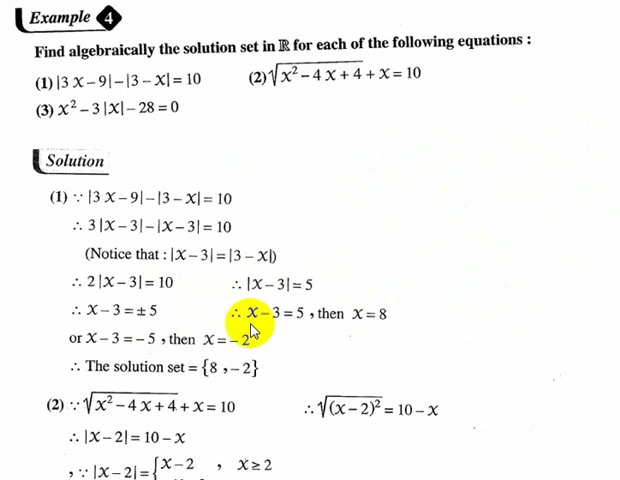 Example 4
Find algebraically the solution set in ℝ for each of the following equations :
(1) |3 x – 9| – |3 – x| = 10 (2) √(x² – 4 x + 4) + x = 10
(3) x² – 3 |x| – 28 = 0
Solution
(1) ∵ |3 x – 9| – |3 – x| = 10
∴ 3 |x – 3| – |x – 3| = 10
(Notice that : |x – 3| = |3 – x|)
∴ 2 |x – 3| = 10 ∴ |x – 3| = 5
∴ x – 3 = ± 5 ∴ x – 3 = 5 , then x = 8
or x – 3 = – 5 , then x = – 2
∴ The solution set = {8 , – 2}
(2) ∵ √(x² – 4 x + 4) + x = 10 ∴ √(x – 2)² = 10 – x
∴ |x – 2| = 10 – x
, ∵ |x – 2| = { x – 2 , x ≥ 2